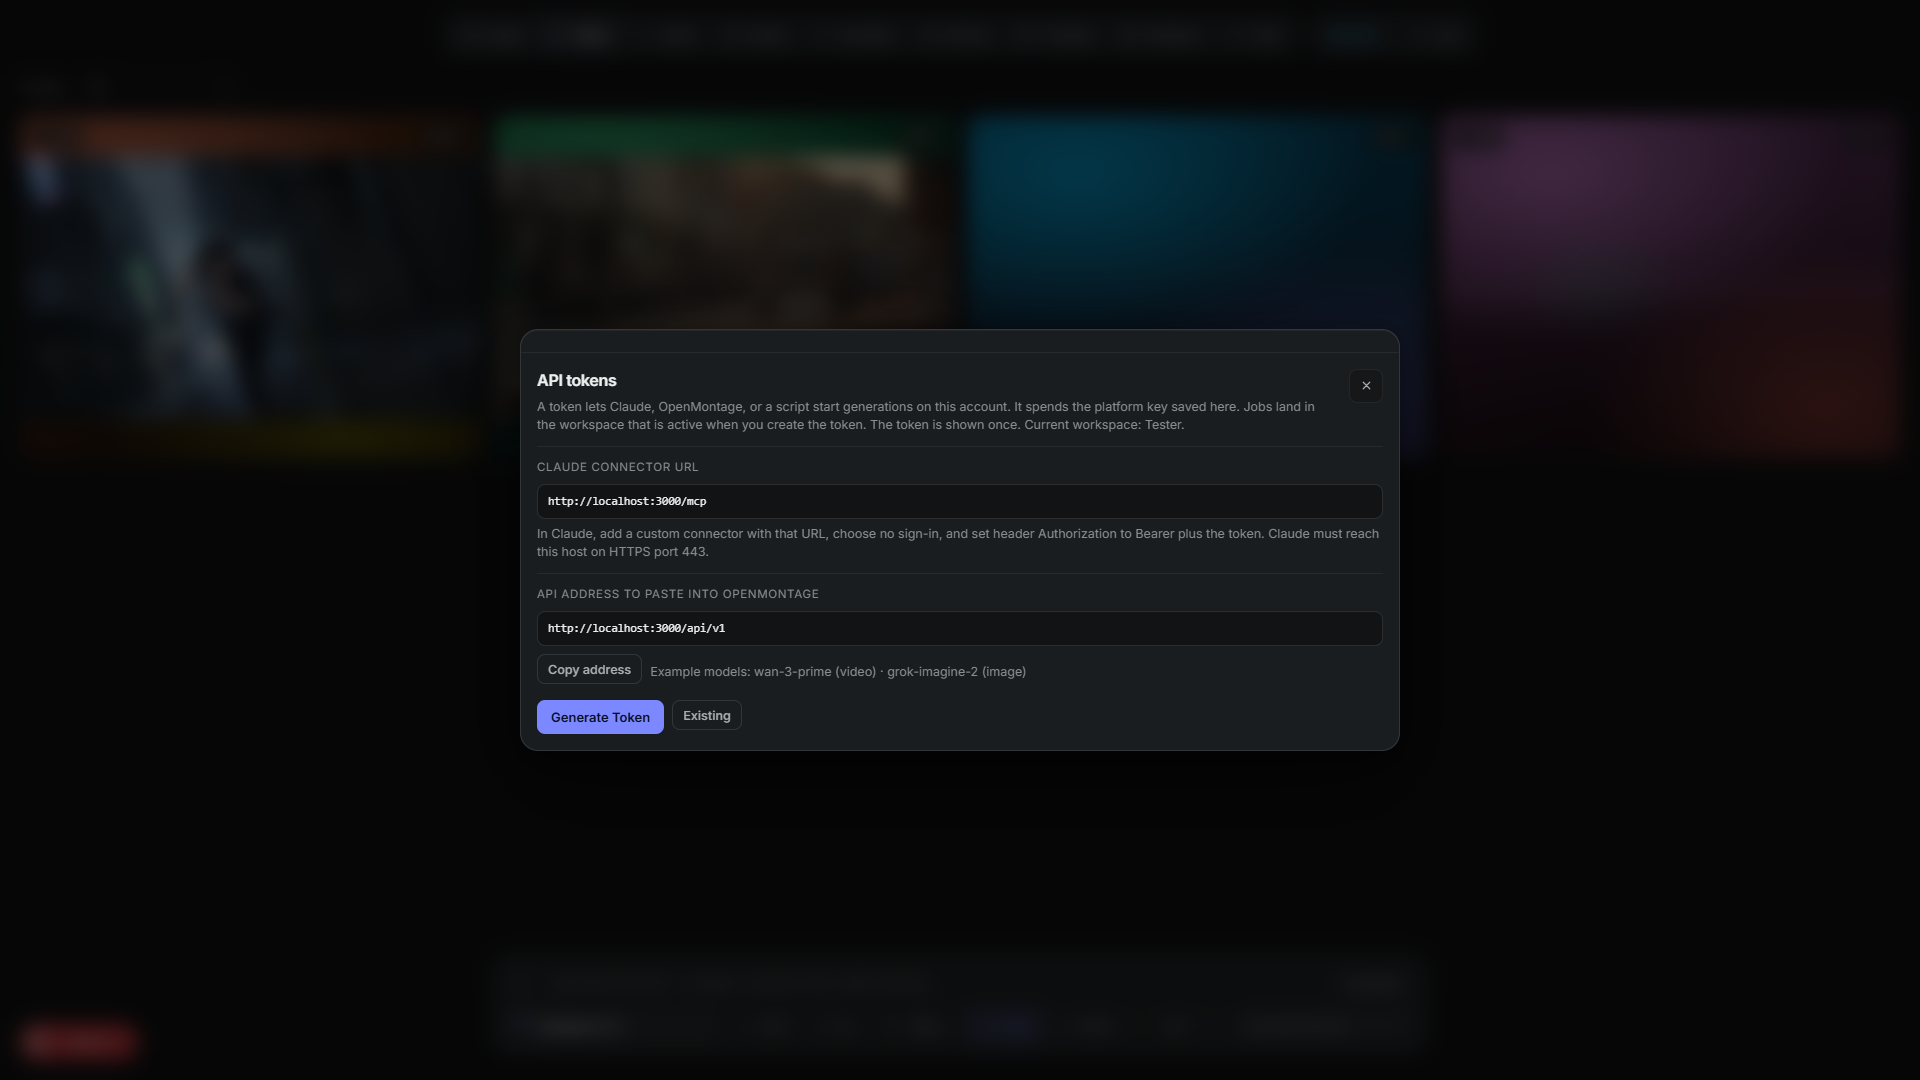 API tokens
×
A token lets Claude, OpenMontage, or a script start generations on this account. It spends the platform key saved here. Jobs land in
the workspace that is active when you create the token. The token is shown once. Current workspace: Tester.
CLAUDE CONNECTOR URL
http://localhost:3000/mcp
In Claude, add a custom connector with that URL, choose no sign-in, and set header Authorization to Bearer plus the token. Claude must reach
this host on HTTPS port 443.
API ADDRESS TO PASTE INTO OPENMONTAGE
http://localhost:3000/api/v1
Copy address
Example models: wan-3-prime (video) · grok-imagine-2 (image)
Generate Token
Existing